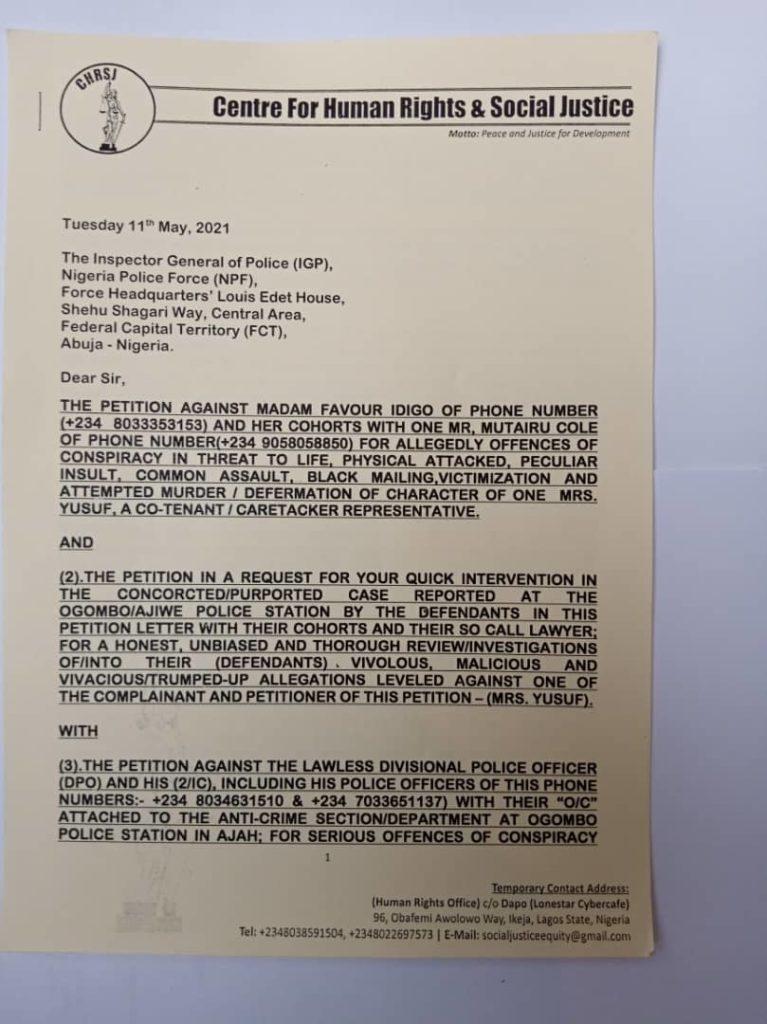 CHRSJ
Centre For Human Rights & Social Justice
Motto: Peace and Justice for Development
Tuesday 11th May, 2021
The Inspector General of Police (IGP),
Nigeria Police Force (NPF),
Force Headquarters' Louis Edet House,
Shehu Shagari Way, Central Area,
Federal Capital Territory (FCT),
Abuja - Nigeria.
Dear Sir,
THE PETITION AGAINST MADAM FAVOUR IDIGO OF PHONE NUMBER
(+234 8033353153) AND HER COHORTS WITH ONE MR, MUTAIRU COLE
OF PHONE NUMBER(+234 9058058850) FOR ALLEGEDLY OFFENCES OF
CONSPIRACY IN THREAT TO LIFE, PHYSICAL ATTACKED, PECULIAR
INSULT, COMMON ASSAULT, BLACK MAILING,VICTIMIZATION AND
ATTEMPTED MURDER / DEFERMATION OF CHARACTER OF ONE MRS.
YUSUF, A CO-TENANT / CARETACKER REPRESENTATIVE.
AND
(2).THE PETITION IN A REQUEST FOR YOUR QUICK INTERVENTION IN
THE CONCORCTED/PURPORTED CASE REPORTED AT THE
OGOMBO/AJIWE POLICE STATION BY THE DEFENDANTS IN THIS
PETITION LETTER WITH THEIR COHORTS AND THEIR SO CALL LAWYER;
FOR A HONEST, UNBIASED AND THOROUGH REVIEW/INVESTIGATIONS
OF/INTO THEIR (DEFENDANTS) . VIVOLOUS, MALICIOUS AND
VIVACIOUS/TRUMPED-UP ALLEGATIONS LEVELED AGAINST ONE OF
THE COMPLAINANT AND PETITIONER OF THIS PETITION – (MRS. YUSUF).
WITH
(3).THE PETITION AGAINST THE LAWLESS DIVISIONAL POLICE OFFICER
(DPO) AND HIS (2/IC), INCLUDING HIS POLICE OFFICERS OF THIS PHONE
NUMBERS:- +234 8034631510 & +234 7033651137) WITH THEIR "O/C"
ATTACHED TO THE ANTI-CRIME SECTION/DEPARTMENT AT OGOMBO
POLICE STATION IN AJAH; FOR SERIOUS OFFENCES OF CONSPIRACY
1
Temporary Contact Address:
(Human Rights Office) c/o Dapo (Lonestar Cybercafe)
96, Obafemi Awolowo Way, Ikeja, Lagos State, Nigeria
Tel: +2348038591504, +2348022697573 | E-Mail: socialjusticeequity@gmail.com